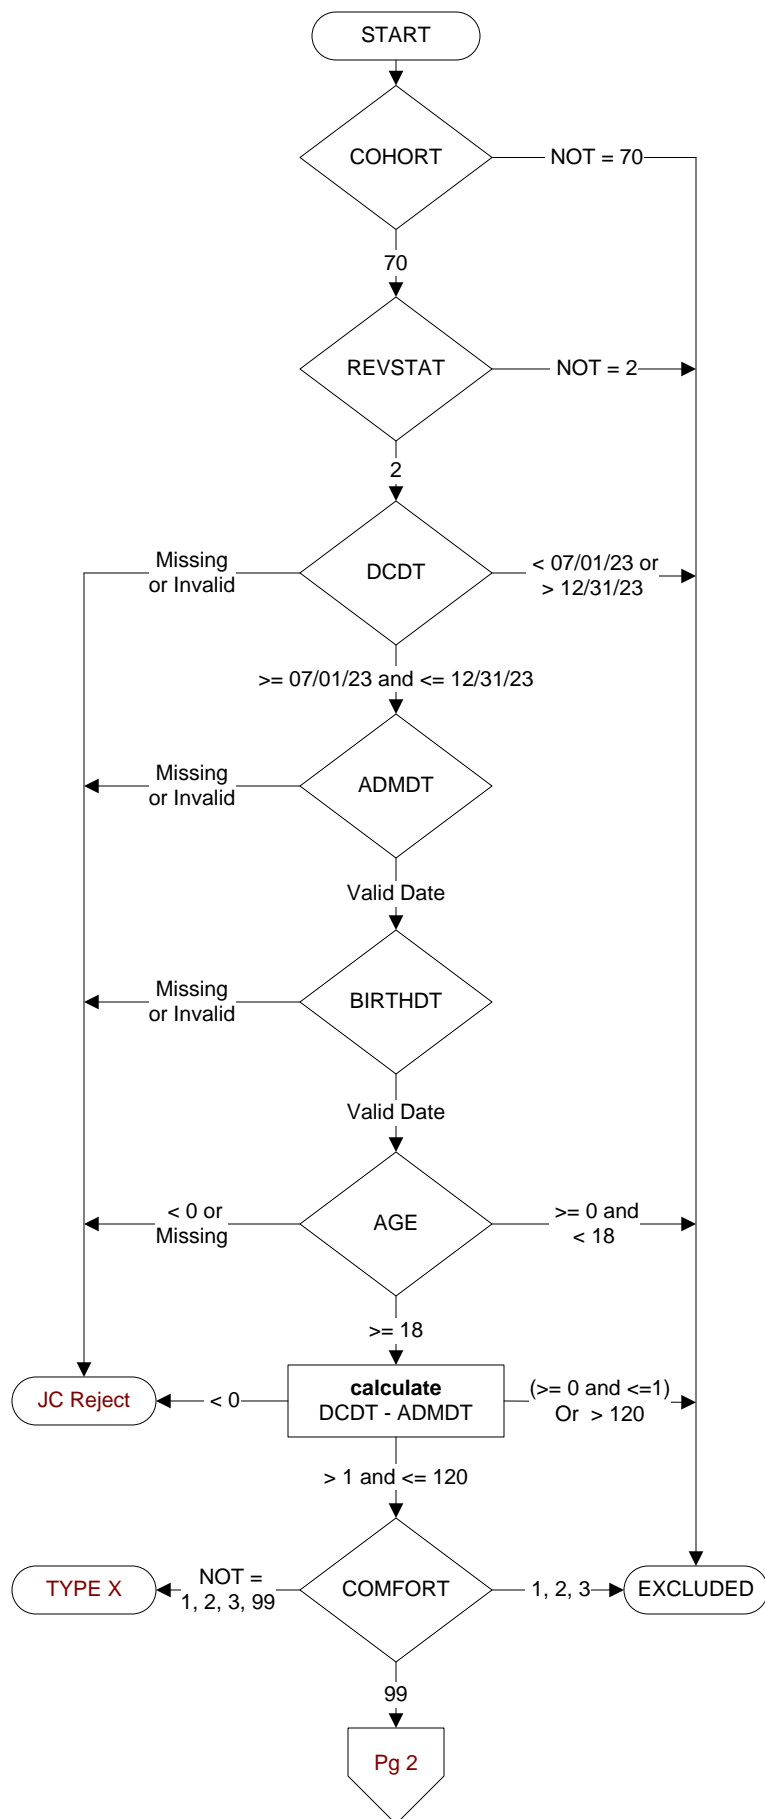 START
COHORT
NOT = 70
70
REVSTAT
NOT = 2
2
Missing
or Invalid
DCDT
< 07/01/23 or
> 12/31/23
>= 07/01/23 and <= 12/31/23
Missing
or Invalid
ADMDT
Valid Date
Missing
or Invalid
BIRTHDT
Valid Date
< 0 or
Missing
AGE
>= 0 and
< 18
>= 18
JC Reject
< 0
calculate
DCDT - ADMDT
(>= 0 and <=1)
Or > 120
> 1 and <= 120
TYPE X
NOT =
1, 2, 3, 99
COMFORT
1, 2, 3
EXCLUDED
99
Pg 2